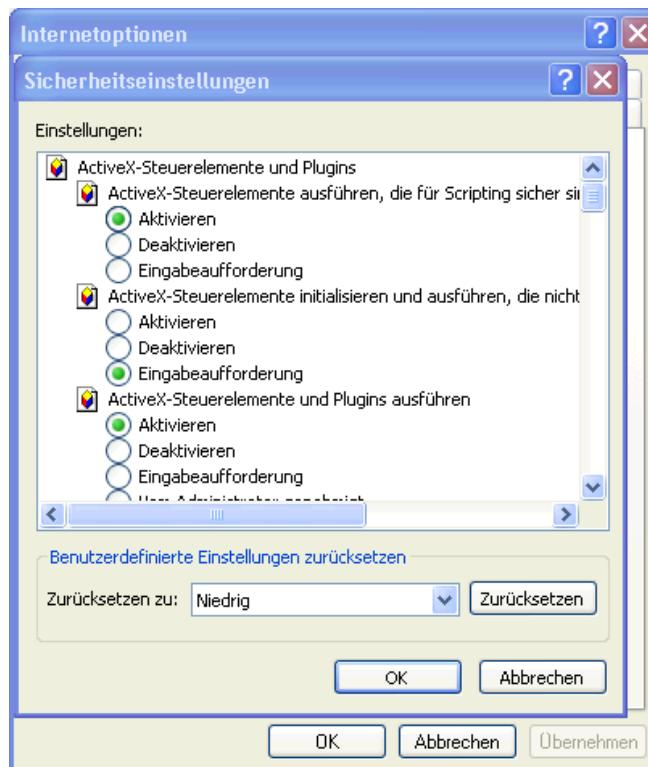 Internetoptionen
Sicherheitseinstellungen
Einstellungen:
ActiveX-Steuerelemente und Plugins
ActiveX-Steuerelemente ausführen, die für Scripting sicher
Aktivieren
Deaktivieren
Eingabeaufforderung
ActiveX-Steuerelemente initialisieren und ausführen, die nicht
Aktivieren
Deaktivieren
Eingabeaufforderung
ActiveX-Steuerelemente und Plugins ausführen
Aktivieren
Deaktivieren
Eingabeaufforderung
Benutzerdefinierte Einstellungen zurücksetzen
Zurücksetzen zu: Niedrig Zurücksetzen
OK Abbrechen
OK Abbrechen Übernehmen